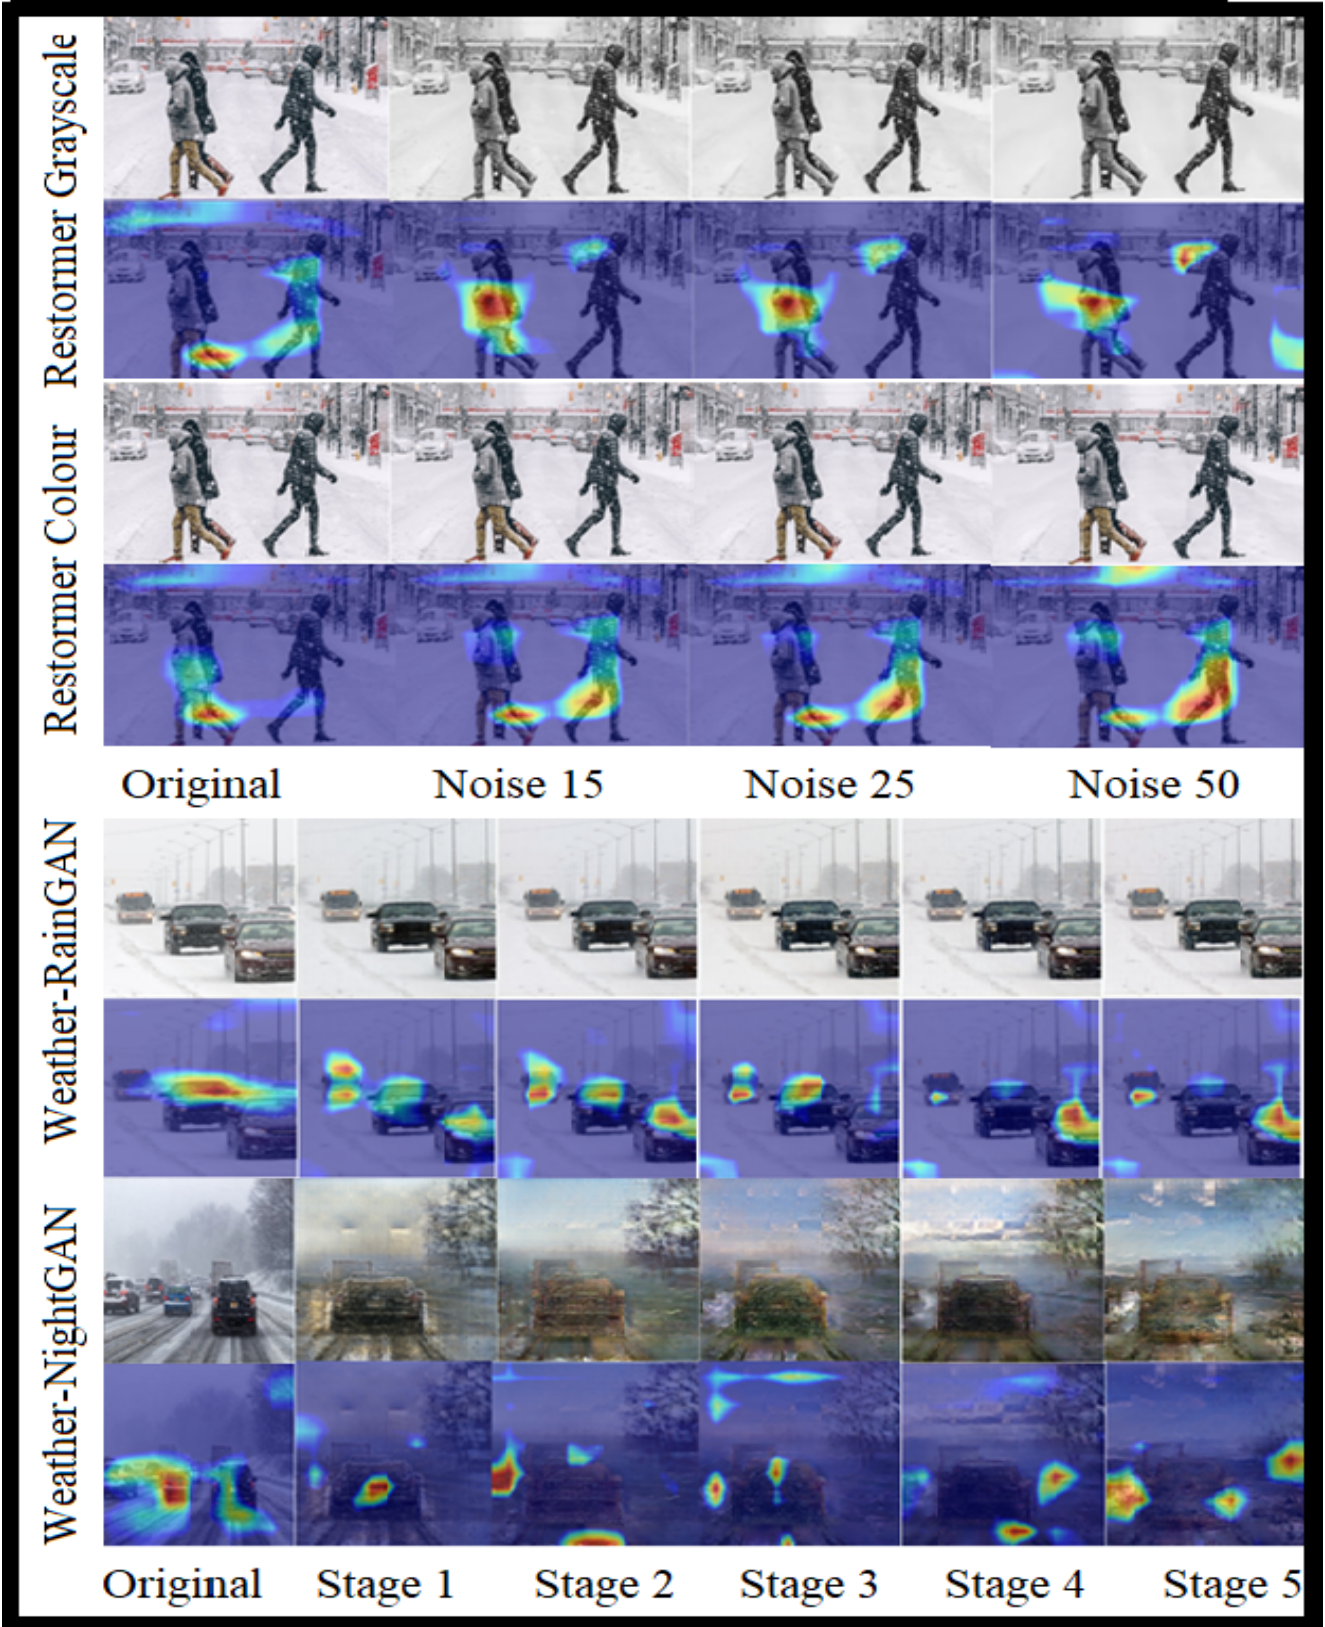 Restormer Grayscale
Restormer Colour
Original Noise 15 Noise 25 Noise 50
Weather-RainGAN
Weather-NightGAN
Original Stage 1 Stage 2 Stage 3 Stage 4 Stage 5